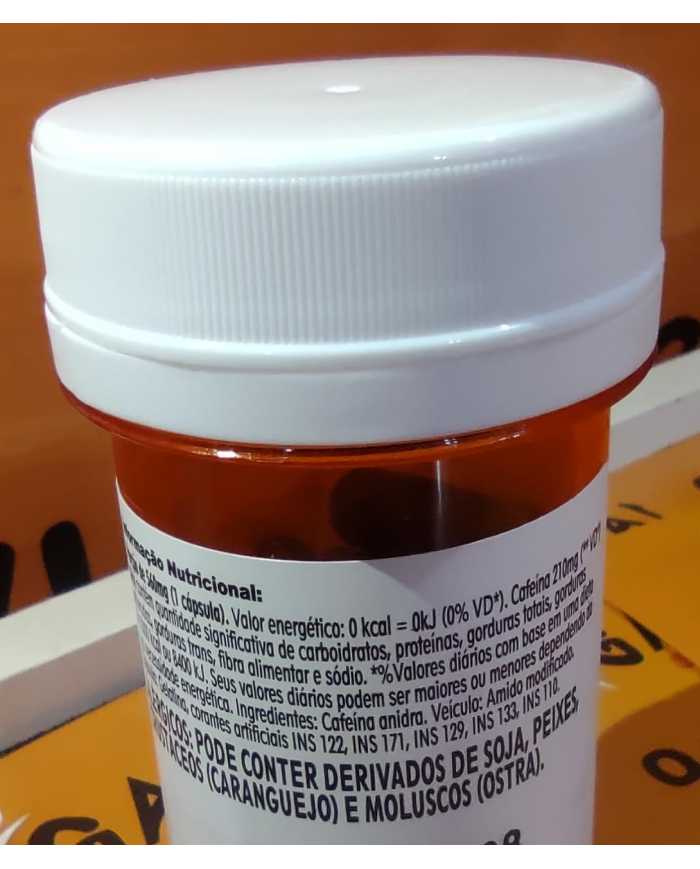 Informação Nutricional:
de 560mg (1 cápsula). Valor energético: 0 kcal = 0kJ (0% VD*). Cafeína 210mg (** VD)
quantidade significativa de carboidratos, proteínas, gorduras totais, gorduras
gorduras trans, fibra alimentar e sódio. *%Valores diários com base em uma dieta
ou 8400 kJ. Seus valores diários podem ser maiores ou menores dependendo de
energética. Ingredientes: Cafeína anidra. Veículo: Amido modificado.
Gelatina, corantes artificiais INS 122, INS 171, INS 129, INS 133, INS 110.
PODE CONTER DERIVADOS DE SOJA, PEIXES,
(CARANGUEJO) E MOLUSCOS (OSTRA).